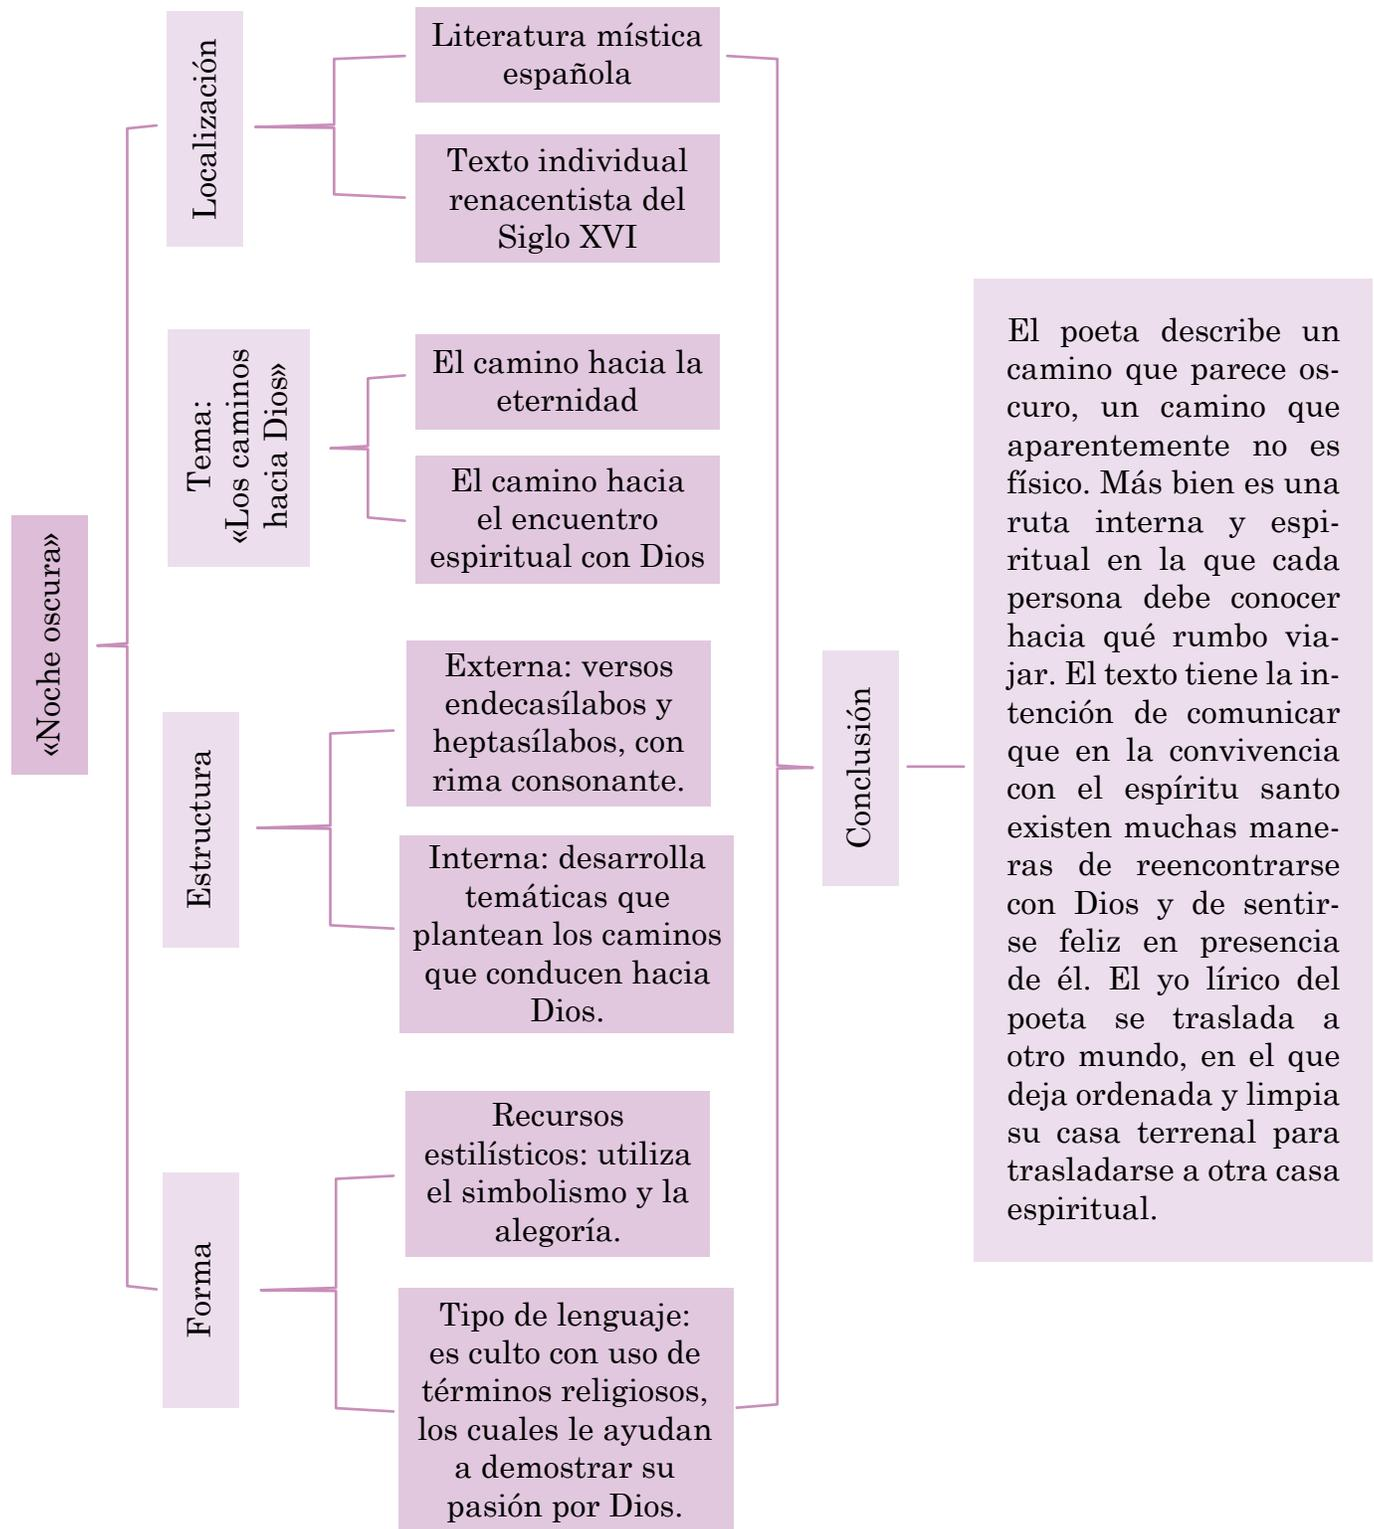 «Noche oscura»
Localización
Literatura mística
española
Texto individual
renacentista del
Siglo XVI
Tema:
«Los caminos
hacia Dios»
El camino hacia la
eternidad
El camino hacia
el encuentro
espiritual con Dios
Estructura
Externa: versos
endecasílabos y
heptasílabos, con
rima consonante.
Interna: desarrolla
temáticas que
plantean los caminos
que conducen hacia
Dios.
Forma
Recursos
estilísticos: utiliza
el simbolismo y la
alegoría.
Tipo de lenguaje:
es culto con uso de
términos religiosos,
los cuales le ayudan
a demostrar su
pasión por Dios.
Conclusión
El poeta describe un
camino que parece os-
curo, un camino que
aparentemente no es
físico. Más bien es una
ruta interna y espi-
ritual en la que cada
persona debe conocer
hacia qué rumbo via-
jar. El texto tiene la in-
tención de comunicar
que en la convivencia
con el espíritu santo
existen muchas mane-
ras de reencontrarse
con Dios y de sentir-
se feliz en presencia
de él. El yo lírico del
poeta se traslada a
otro mundo, en el que
deja ordenada y limpia
su casa terrenal para
trasladarse a otra casa
espiritual.